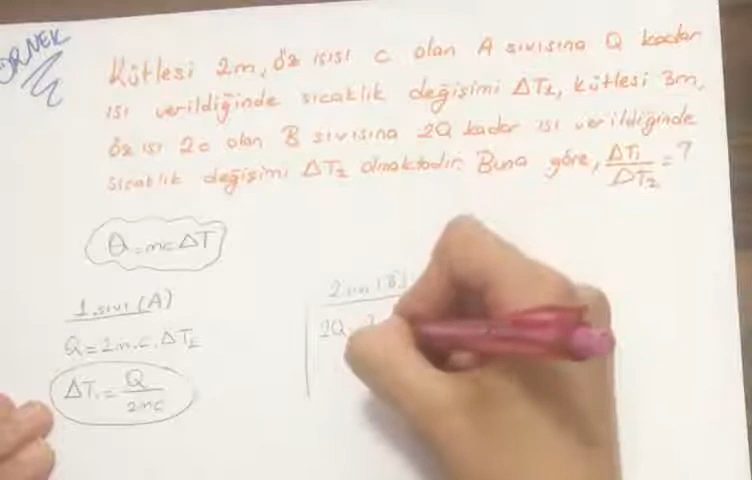 ÖRNEK
Kütlesi 2m, öz ısısı c olan A sıvısına Q kadar
ısı verildiğinde sıcaklık değişimi ΔT₁, kütlesi 3m,
öz ısı 2c olan B sıvısına 2Q kadar ısı verildiğinde
sıcaklık değişimi ΔT₂ olmaktadır. Buna göre, ΔT₁/ΔT₂ = ?
Q = mcΔT
1. sıvı (A)
Q = 2m.c.ΔT₁
ΔT₁ = Q/2mc
2Q